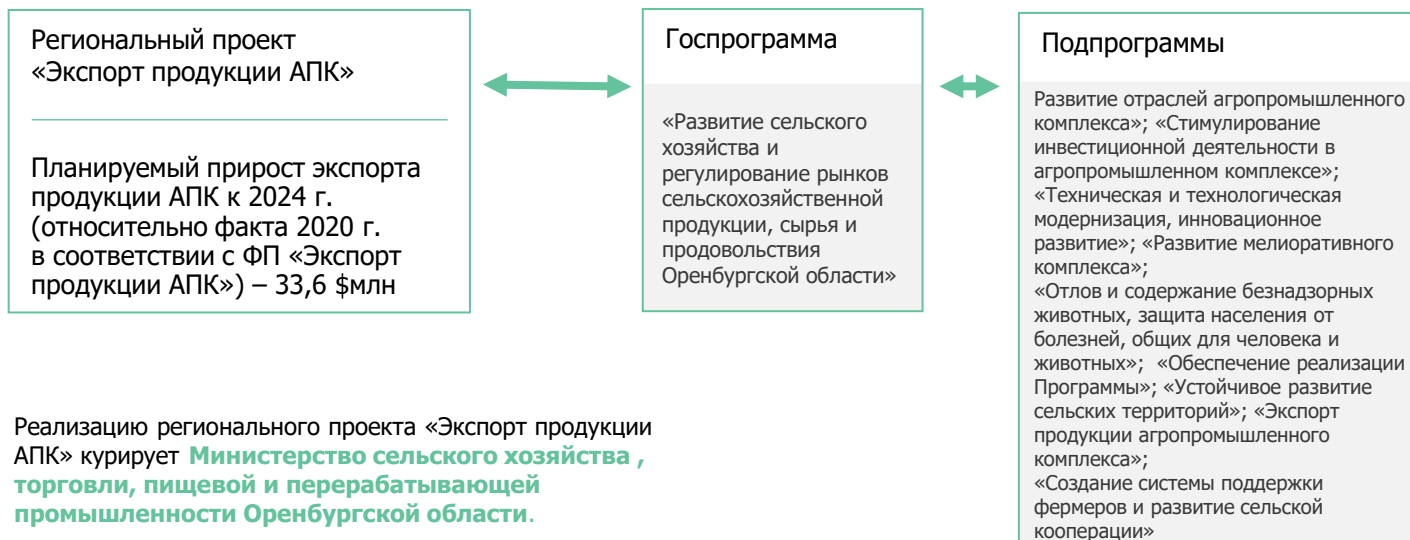 Региональный проект
«Экспорт продукции АПК»
Планируемый прирост экспорта
продукции АПК к 2024 г.
(относительно факта 2020 г.
в соответствии с ФП «Экспорт
продукции АПК») – 33,6 $млн
Госпрограмма
«Развитие сельского
хозяйства и
регулирование рынков
сельскохозяйственной
продукции, сырья и
продовольствия
Оренбургской области»
Подпрограммы
Развитие отраслей агропромышленного
комплекса»; «Стимулирование
инвестиционной деятельности в
агропромышленном комплексе»;
«Техническая и технологическая
модернизация, инновационное
развитие»; «Развитие мелиоративного
комплекса»;
«Отлов и содержание безнадзорных
животных, защита населения от
болезней, общих для человека и
животных»; «Обеспечение реализации
Программы»; «Устойчивое развитие
сельских территорий»; «Экспорт
продукции агропромышленного
комплекса»;
«Создание системы поддержки
фермеров и развитие сельской
кооперации»
Реализацию регионального проекта «Экспорт продукции
АПК» курирует Министерство сельского хозяйства ,
торговли, пищевой и перерабатывающей
промышленности Оренбургской области.